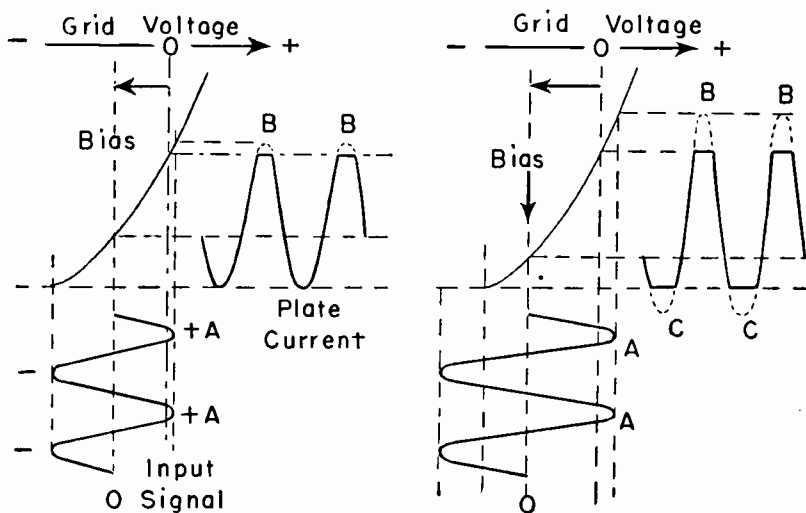 − Grid Voltage +
O
Bias
B B
Plate
Current
+A
−
+A
−
Input
O Signal
− Grid Voltage +
O
Bias
B B
C C
A
A
O